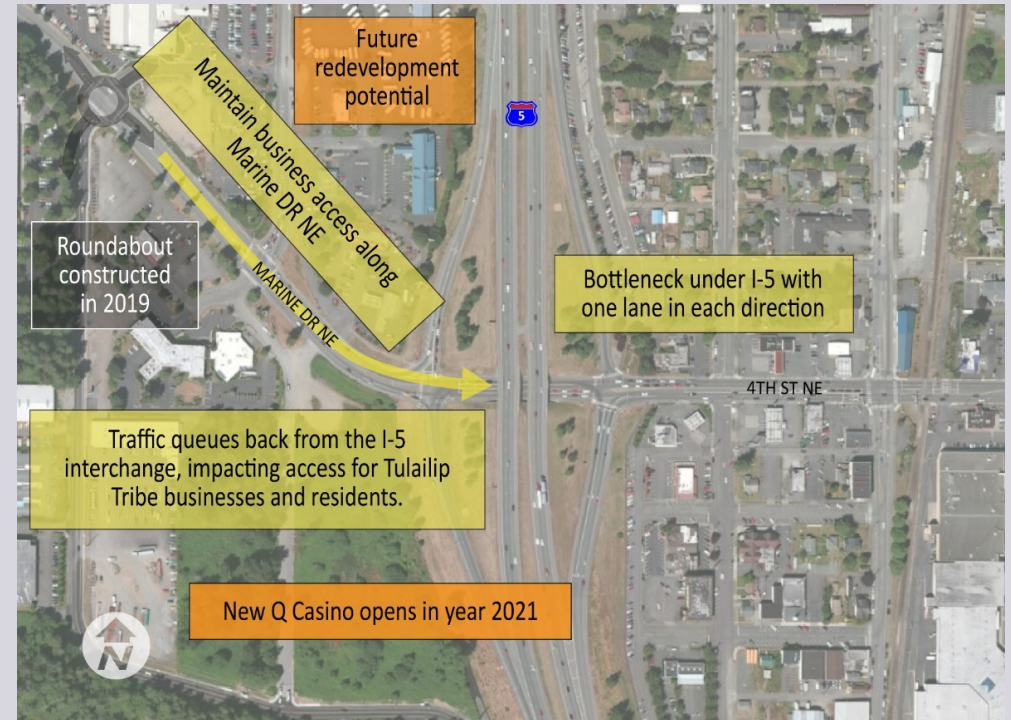 Future
redevelopment
potential
5
Maintain business access along
Marine DR NE
Roundabout
constructed
in 2019
MARINE DR NE
Bottleneck under I-5 with
one lane in each direction
4TH ST NE
Traffic queues back from the I-5
interchange, impacting access for Tulailip
Tribe businesses and residents.
New Q Casino opens in year 2021
N